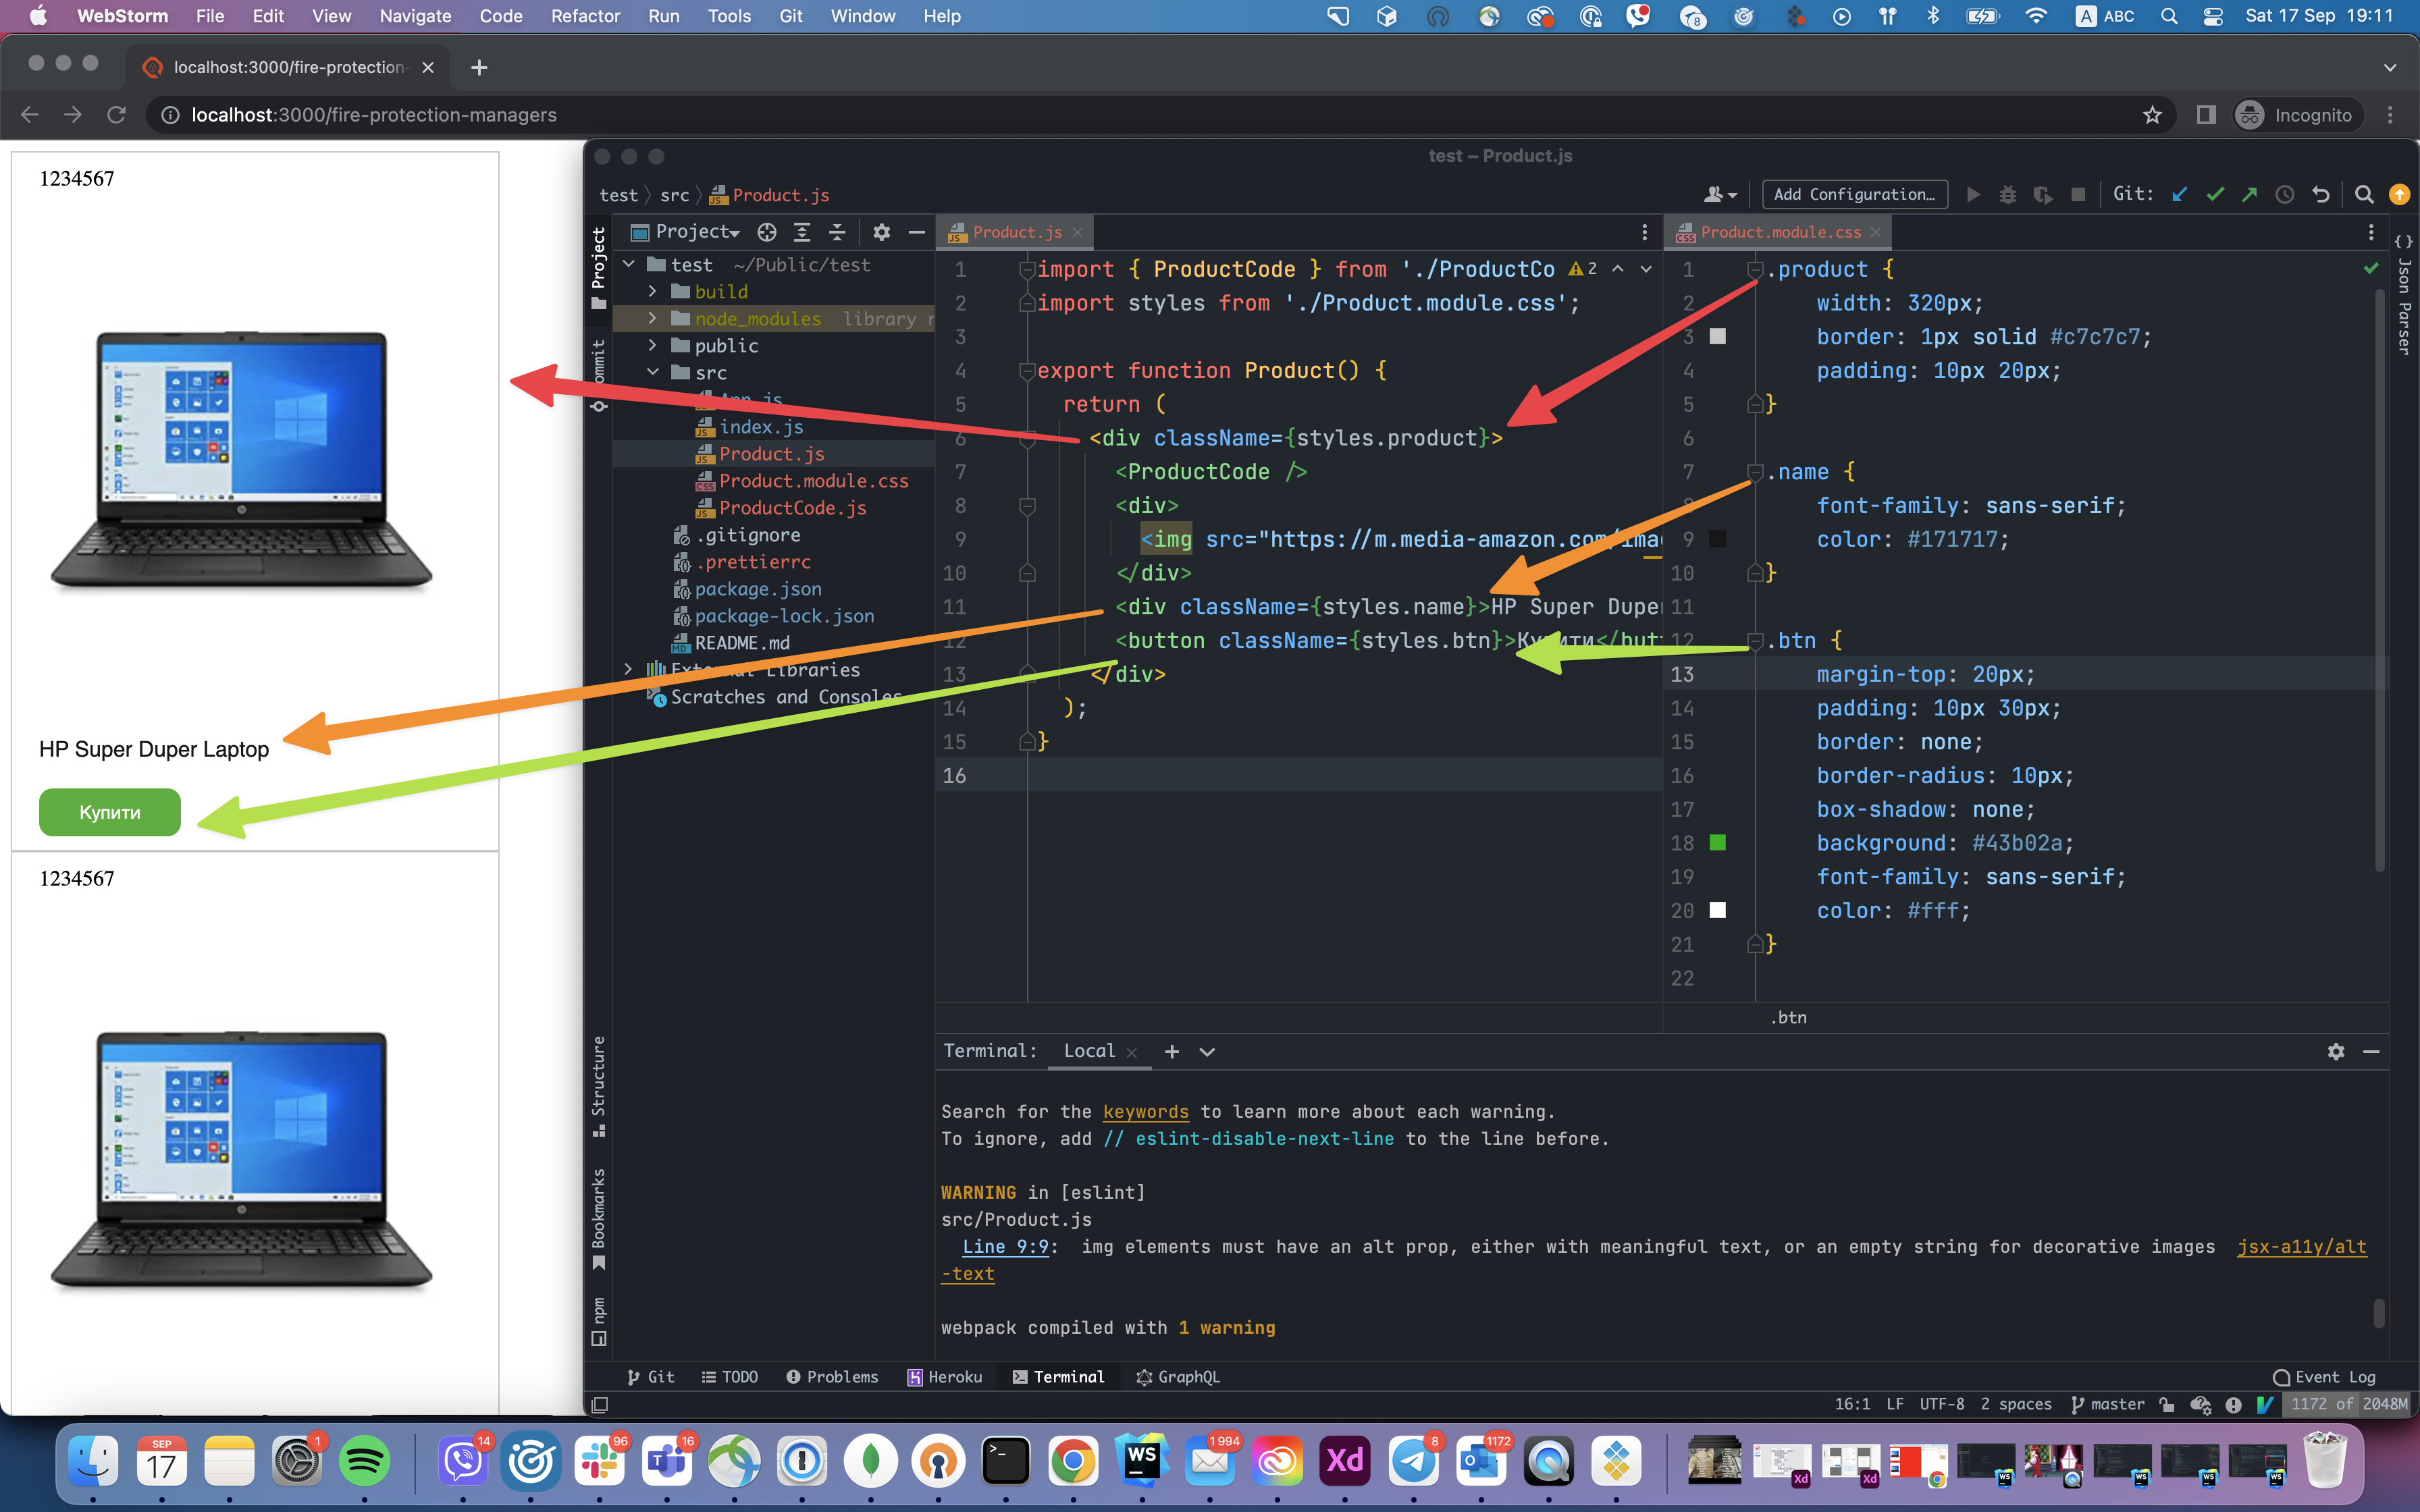 WebStorm File Edit View Navigate Code Refactor Run Tools Git Window Help
8
A ABC
Sat 17 Sep 19:11
localhost:3000/fire-protection-
localhost:3000/fire-protection-managers
Incognito
1234567
HP Super Duper Laptop
Купити
1234567
test – Product.js
test src Product.js
Add Configuration...
Git:
Project
Commit
Structure
Bookmarks
npm
Project
test ~/Public/test
build
node_modules library r
public
src
App.js
index.js
Product.js
Product.module.css
ProductCode.js
.gitignore
.prettierrc
package.json
package-lock.json
README.md
External Libraries
Scratches and Consoles
Product.js
2
1 import { ProductCode } from './ProductCo
2 import styles from './Product.module.css';
3
4 export function Product() {
5 return (
6 <div className={styles.product}>
7 <ProductCode />
8 <div>
9 <img src="https://m.media-amazon.com/imag
10 </div>
11 <div className={styles.name}>HP Super Duper
12 <button className={styles.btn}>Купити</butt
13 </div>
14 );
15 }
16
Product.module.css
1 .product {
2 width: 320px;
3 border: 1px solid #c7c7c7;
4 padding: 10px 20px;
5 }
6
7 .name {
8 font-family: sans-serif;
9 color: #171717;
10 }
11
12 .btn {
13 margin-top: 20px;
14 padding: 10px 30px;
15 border: none;
16 border-radius: 10px;
17 box-shadow: none;
18 background: #43b02a;
19 font-family: sans-serif;
20 color: #fff;
21 }
22
.btn
Json Parser
Terminal: Local
Search for the keywords to learn more about each warning.
To ignore, add // eslint-disable-next-line to the line before.
WARNING in [eslint]
src/Product.js
Line 9:9: img elements must have an alt prop, either with meaningful text, or an empty string for decorative images jsx-a11y/alt
-text
webpack compiled with 1 warning
Git TODO Problems Heroku Terminal GraphQL
Event Log
16:1 LF UTF-8 2 spaces master 1172 of 2048M
SEP
17
1
14
96
16
WS
1 994
Xd
8
1172
Xd
Xd
WS
WS
WS
WS